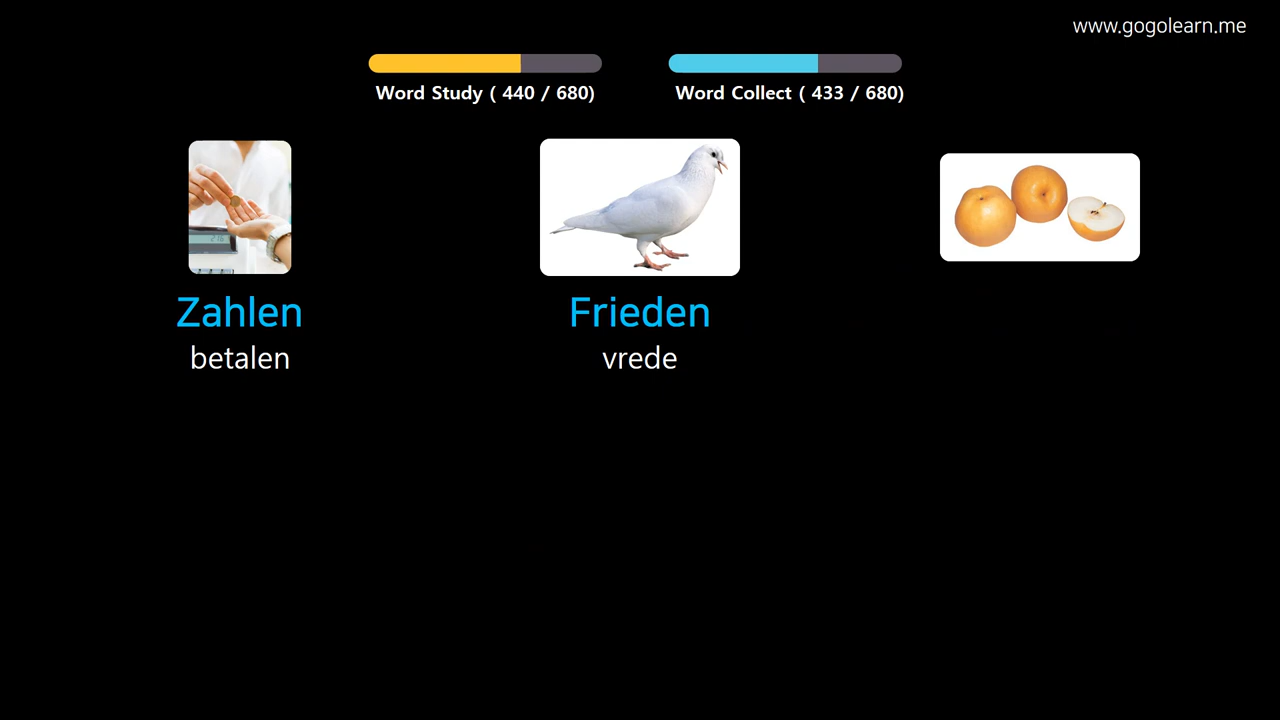 www.gogolearn.me
Word Study ( 440 / 680)
Word Collect ( 433 / 680)
Zahlen
betalen
Frieden
vrede